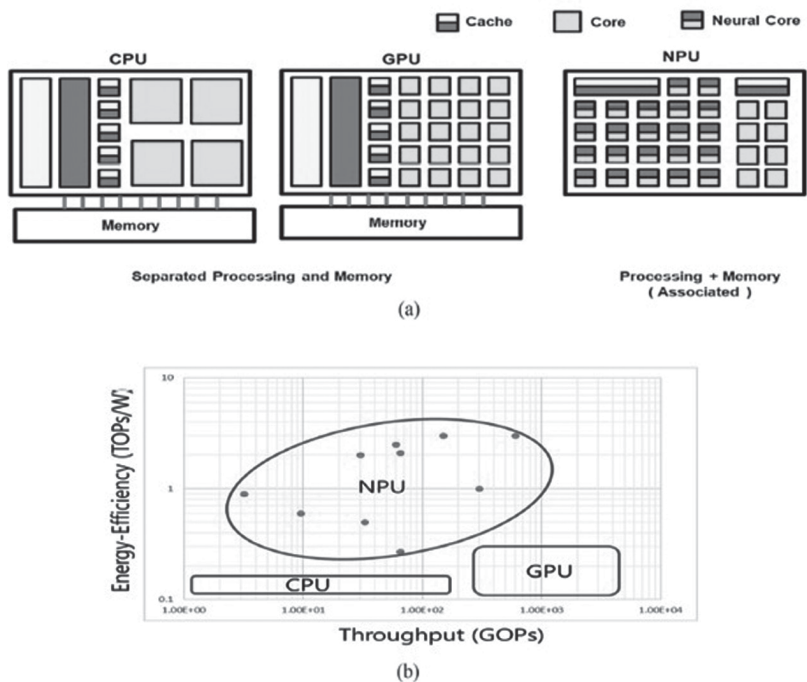 Cache Core Neural Core
CPU GPU NPU
Memory Memory
Separated Processing and Memory Processing + Memory
( Associated )
(a)
Energy-Efficiency (TOPs/W)
10
1
0.1
NPU
CPU
GPU
1.00E+00 1.00E+01 1.00E+02 1.00E+03 1.00E+04
Throughput (GOPs)
(b)